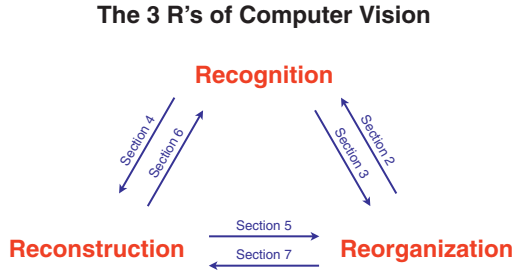 The 3 R's of Computer Vision
Recognition
Section 4
Section 6
Section 3
Section 2
Reconstruction
Section 5
Section 7
Reorganization